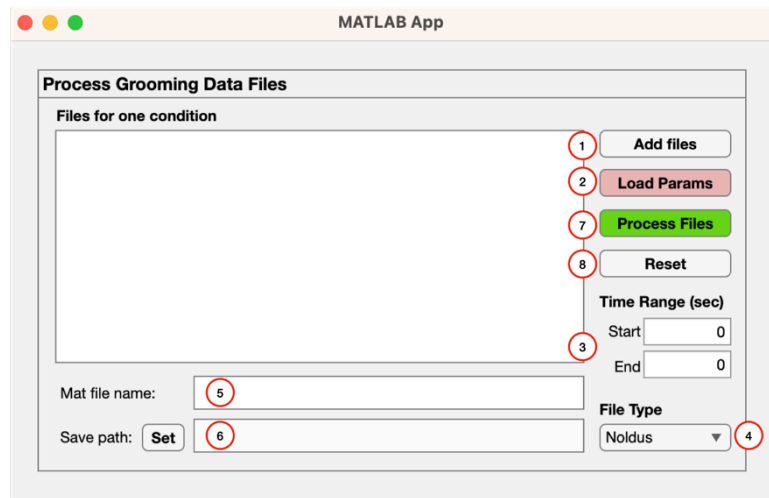 MATLAB App
Process Grooming Data Files
Files for one condition
1 Add files
2 Load Params
7 Process Files
8 Reset
Time Range (sec)
Start 0
3
End 0
Mat file name: 5
File Type
Save path: Set 6 Noldus 4